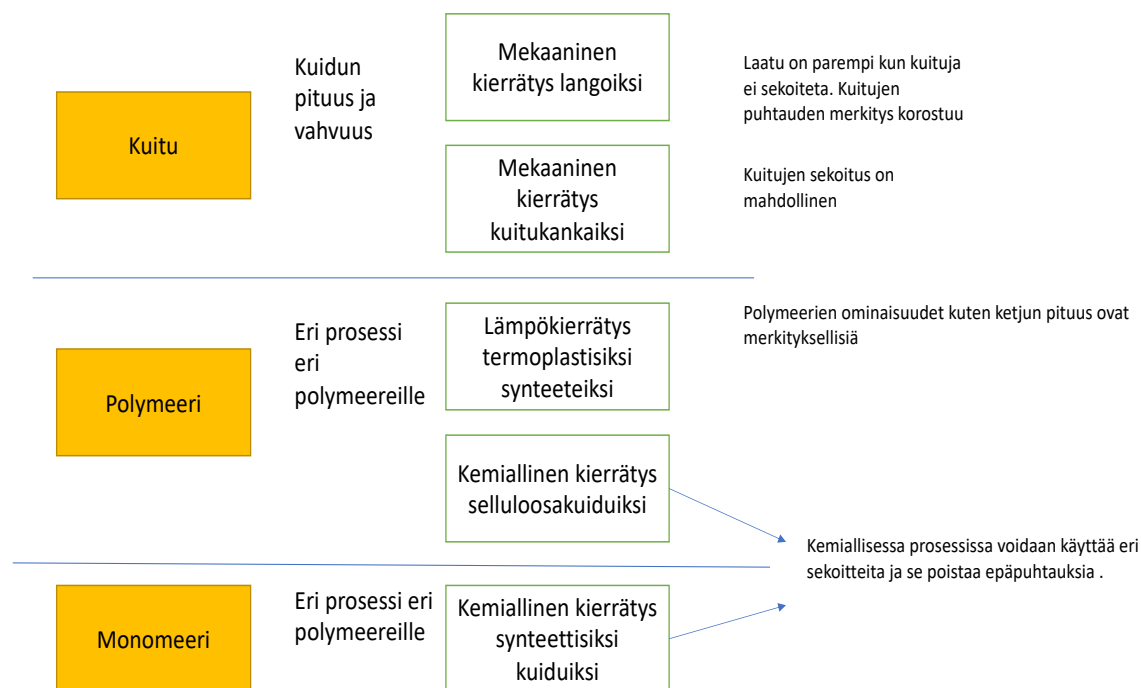 Kuitu
Kuidun
pituus ja
vahvuus
Mekaaninen
kierrätys langoiksi
Laatu on parempi kun kuituja
ei sekoiteta. Kuitujen
puhtauden merkitys korostuu
Mekaaninen
kierrätys
kuitukankaiksi
Kuitujen sekoitus on
mahdollinen
Polymeeri
Eri prosessi
eri
polymeereille
Lämpökierrätys
termoplastisiksi
synteeteiksi
Polymeerien ominaisuudet kuten ketjun pituus ovat
merkityksellisiä
Kemiallinen kierrätys
selluloosakuiduiksi
Kemiallisessa prosessissa voidaan käyttää eri
sekoitteita ja se poistaa epäpuhtauksia .
Monomeeri
Eri prosessi eri
polymeereille
Kemiallinen kierrätys
synteettisiksi
kuiduiksi